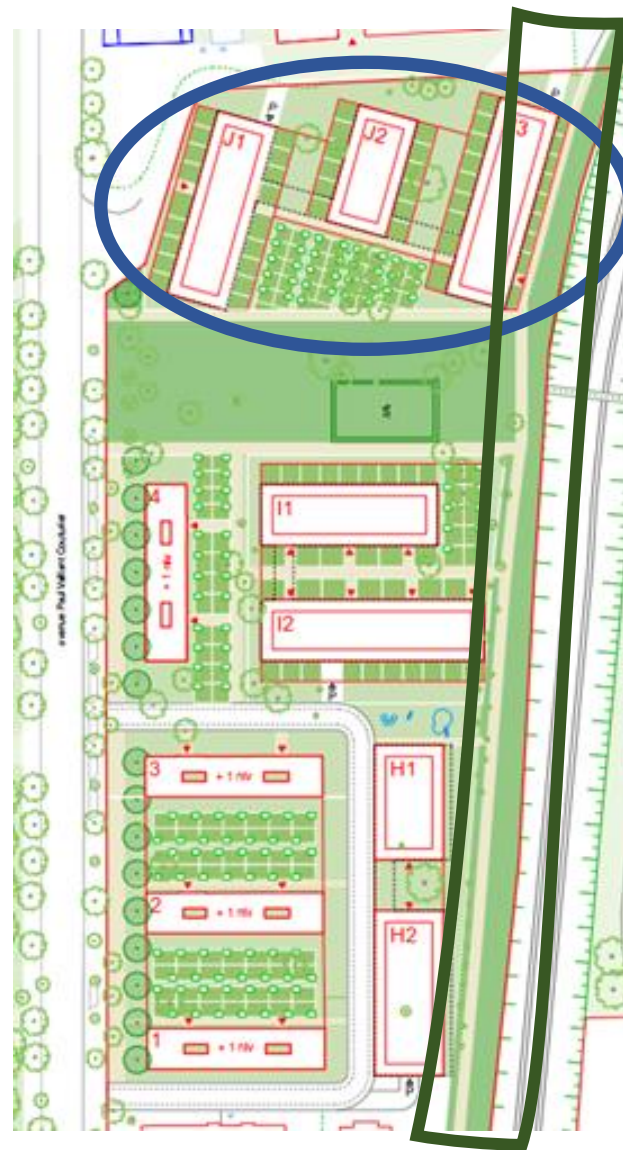 J1
J2
3
4
+ 1 niv
I1
I2
3
+ 1 niv
H1
2
+ 1 niv
H2
1
+ 1 niv
avenue Paul Vaillant Couturier